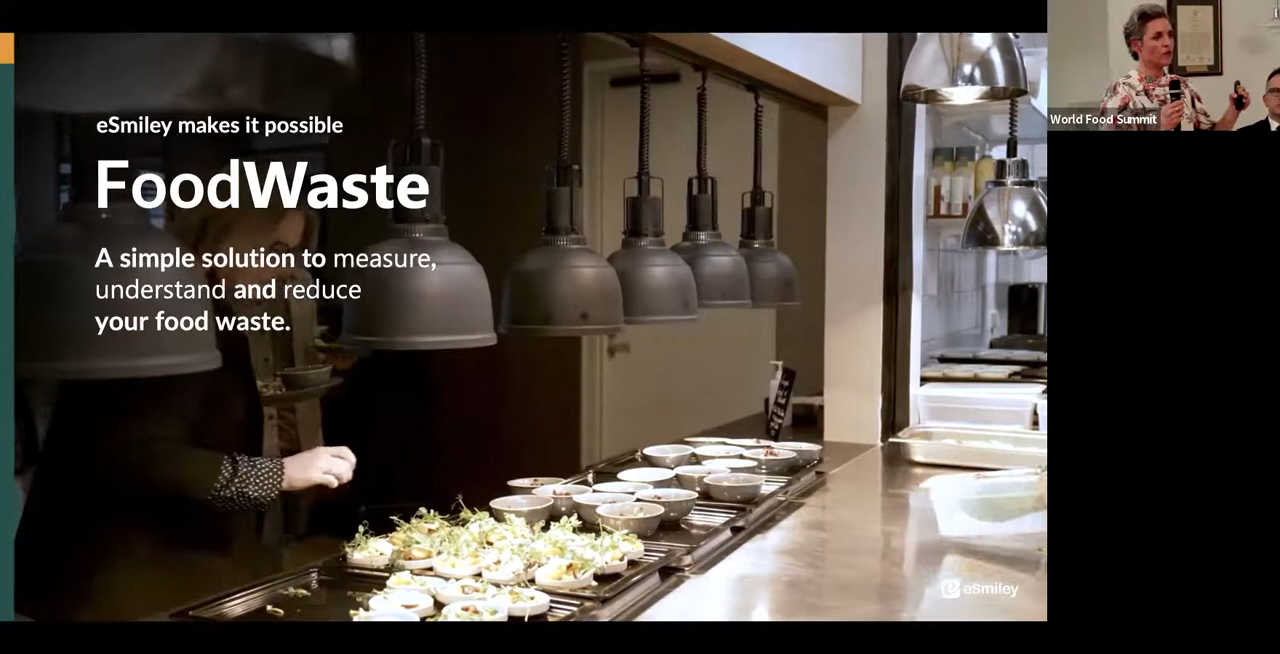 eSmiley makes it possible
FoodWaste
A simple solution to measure,
understand and reduce
your food waste.
eSmiley
World Food Summit